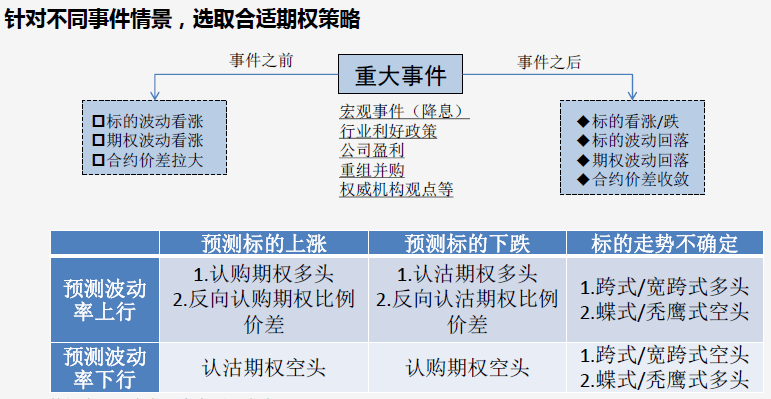 针对不同事件情景，选取合适期权策略
事件之前
重大事件
事件之后
标的波动看涨
期权波动看涨
合约价差拉大
宏观事件（降息）
行业利好政策
公司盈利
重组并购
权威机构观点等
◆标的看涨/跌
◆标的波动回落
◆期权波动回落
◆合约价差收敛
预测标的上涨
预测标的下跌
标的走势不确定
预测波动
率上行
1.认购期权多头
2.反向认购期权比例
价差
1.认沽期权多头
2.反向认沽期权比例
价差
1.跨式/宽跨式多头
2.蝶式/秃鹰式空头
预测波动
率下行
认沽期权空头
认购期权空头
1.跨式/宽跨式空头
2.蝶式/秃鹰式多头